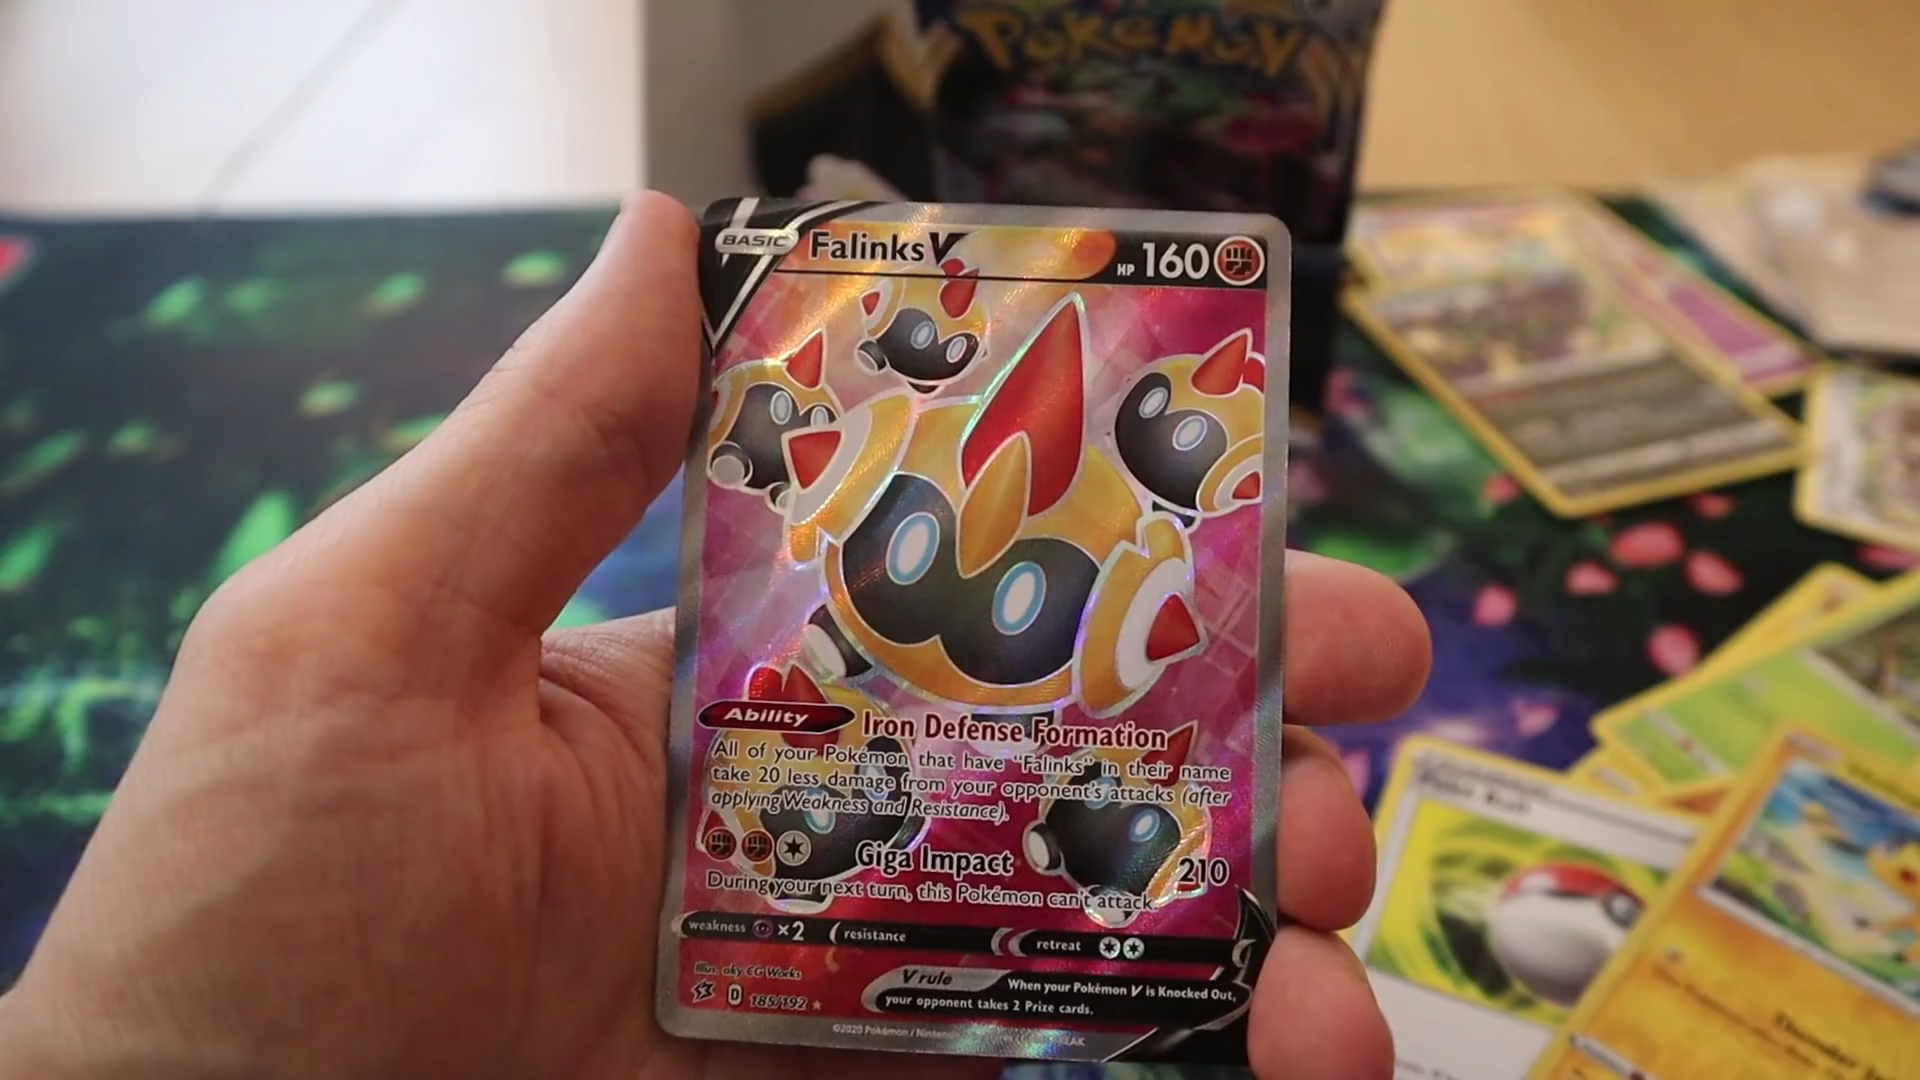 POKÉMON
BASIC Falinks V HP 160
Ability Iron Defense Formation
All of your Pokémon that have "Falinks" in their name
take 20 less damage from your opponent's attacks (after
applying Weakness and Resistance).
Giga Impact 210
During your next turn, this Pokémon can't attack.
weakness ×2 resistance retreat
Illus. aky CG Works
D 185/192 ★
V rule When your Pokémon V is Knocked Out,
your opponent takes 2 Prize cards.
©2020 Pokémon / Nintendo